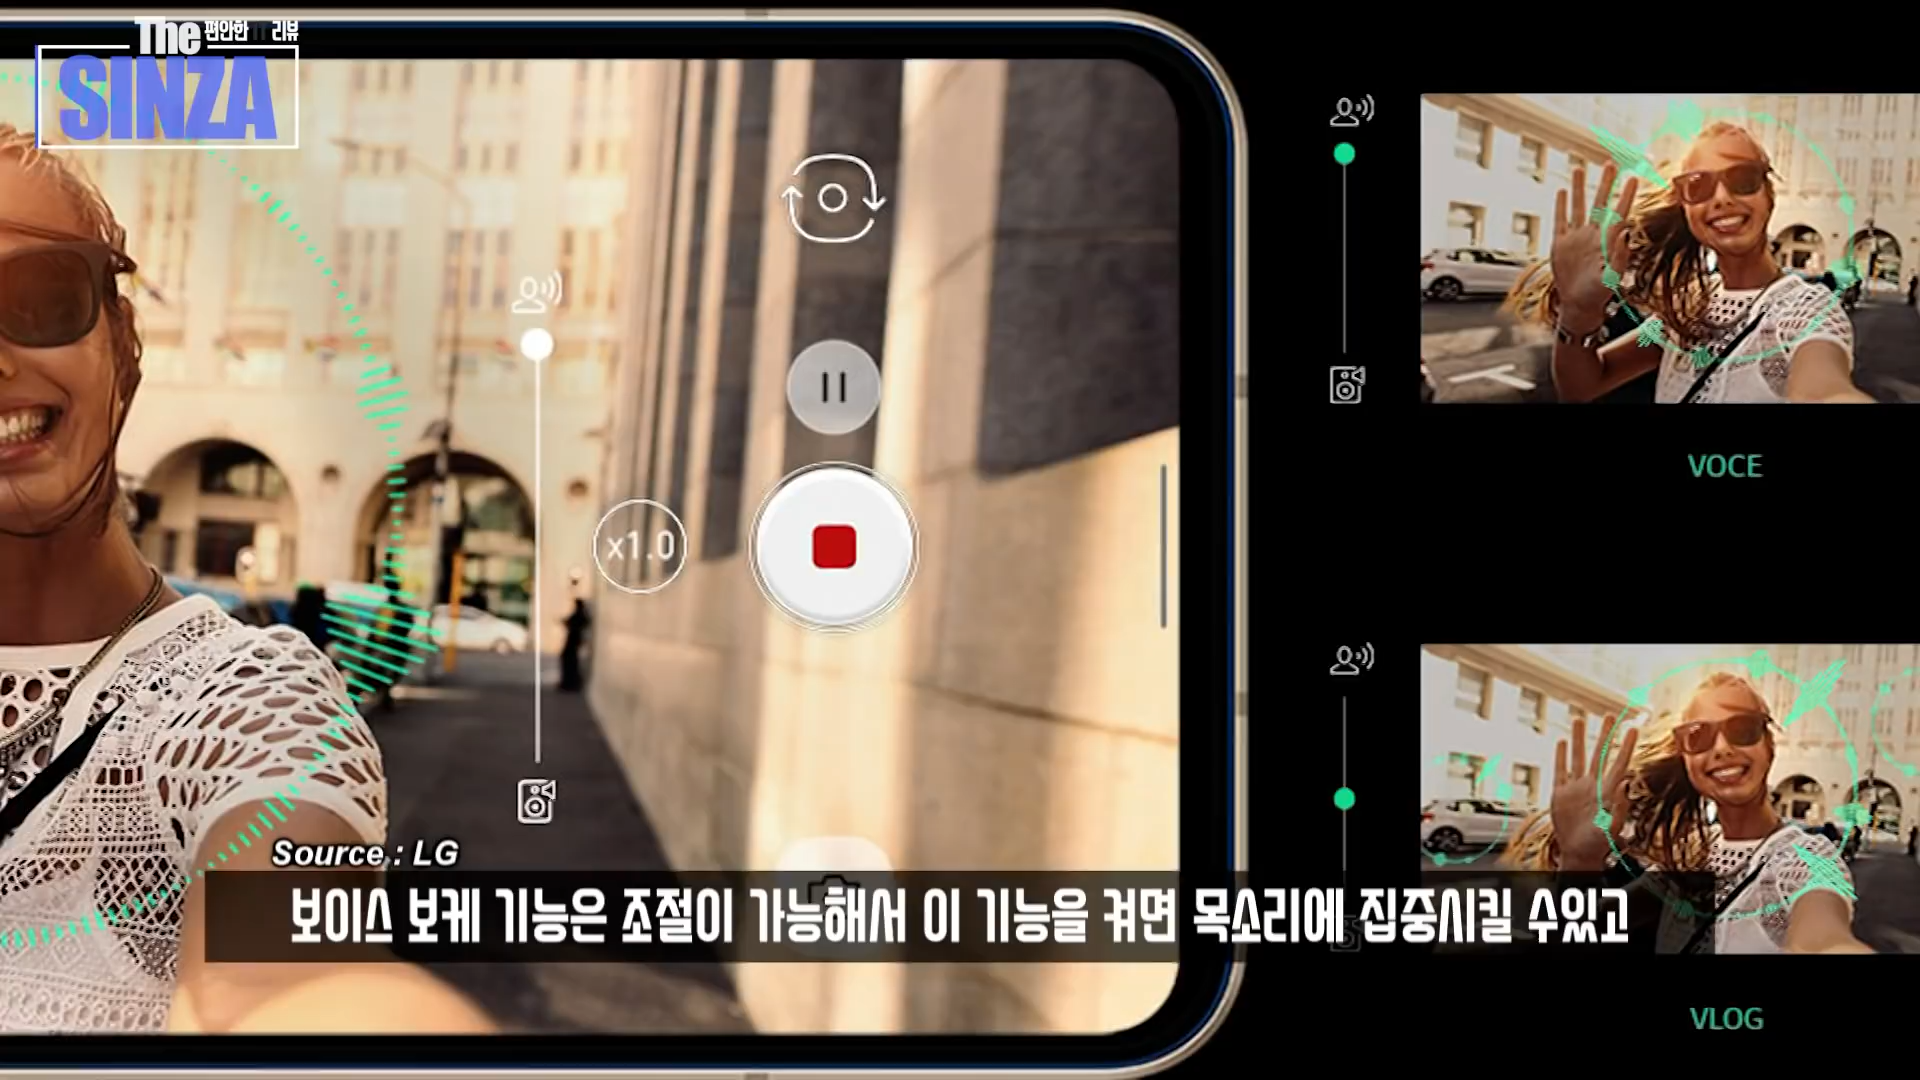 The 편안한 IT 리뷰
SINZA
x1.0
VOCE
VLOG
Source : LG
보이스 보케 기능은 조절이 가능해서 이 기능을 켜면 목소리에 집중시킬 수있고